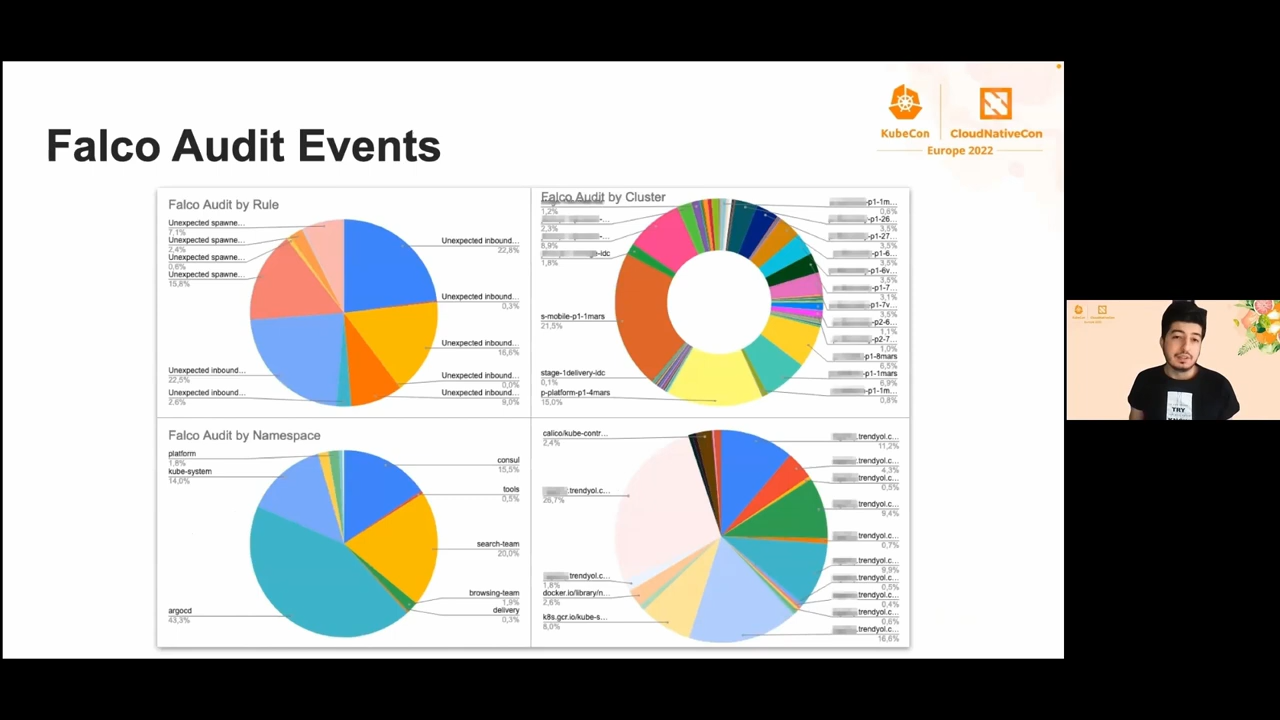 Falco Audit Events
KubeCon
CloudNativeCon
Europe 2022
Falco Audit by Rule
Unexpected spawne...
7,1%
Unexpected spawne...
2,4%
Unexpected spawne...
0,6%
Unexpected spawne...
15,8%
Unexpected inbound...
22,5%
Unexpected inbound...
2,6%
Unexpected inbound...
22,8%
Unexpected inbound...
0,3%
Unexpected inbound...
16,6%
Unexpected inbound...
0,0%
Unexpected inbound...
9,0%
Falco Audit by Cluster
1,2%
2,3%
8,9%
-idc
1,8%
s-mobile-p1-1mars
21,5%
stage-1delivery-idc
0,1%
p-platform-p1-4mars
15,0%
-p1-1m...
0,6%
-p1-26...
3,5%
-p1-27...
3,5%
-p1-6...
3,5%
-p1-6v...
3,5%
-p1-7...
3,1%
-p1-7v...
3,5%
-p2-6...
1,1%
-p2-7...
1,0%
-p1-8mars
6,5%
-p1-1mars
6,9%
-p1-1m...
0,8%
Falco Audit by Namespace
platform
1,8%
kube-system
14,0%
argocd
43,3%
consul
15,5%
tools
0,5%
search-team
20,0%
browsing-team
1,9%
delivery
0,3%
calico/kube-contr...
2,4%
.trendyol.c...
26,7%
.trendyol.c...
1,8%
docker.io/library/n...
2,6%
k8s.gcr.io/kube-s...
8,0%
.trendyol.c...
11,2%
.trendyol.c...
4,3%
.trendyol.c...
0,5%
.trendyol.c...
9,4%
.trendyol.c...
0,7%
.trendyol.c...
9,9%
.trendyol.c...
0,5%
.trendyol.c...
0,4%
.trendyol.c...
0,6%
.trendyol.c...
16,6%
TRY